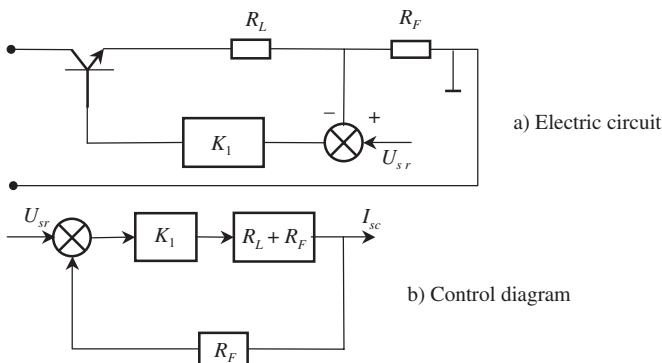 R_L
R_F
− +
a) Electric circuit
K_1
U_sr
U_sr
K_1
R_L + R_F
I_sc
b) Control diagram
R_F